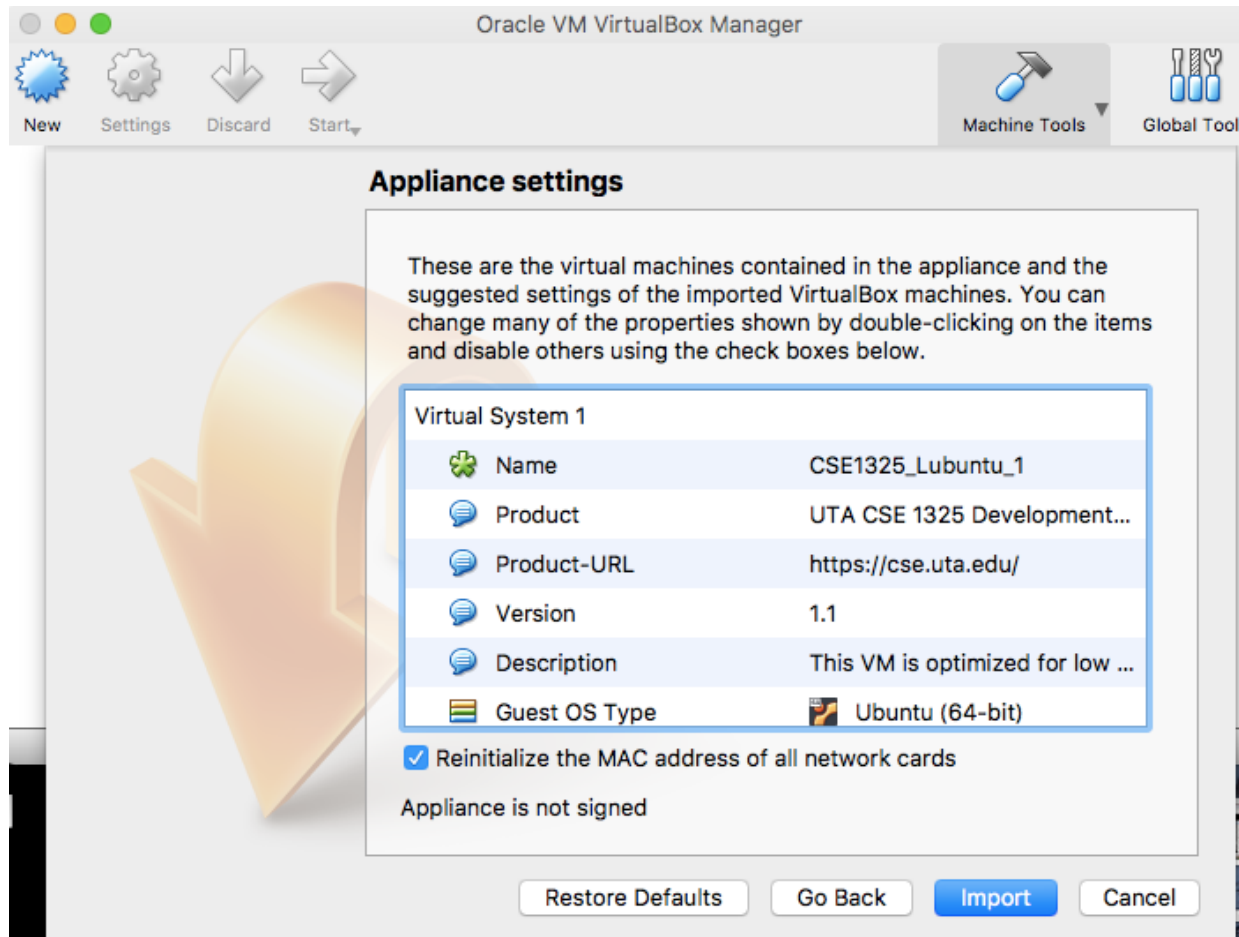 Oracle VM VirtualBox Manager
New Settings Discard Start Machine Tools Global Tool
Appliance settings
These are the virtual machines contained in the appliance and the
suggested settings of the imported VirtualBox machines. You can
change many of the properties shown by double-clicking on the items
and disable others using the check boxes below.
Virtual System 1
Name CSE1325_Lubuntu_1
Product UTA CSE 1325 Development...
Product-URL https://cse.uta.edu/
Version 1.1
Description This VM is optimized for low ...
Guest OS Type Ubuntu (64-bit)
Reinitialize the MAC address of all network cards
Appliance is not signed
Restore Defaults Go Back Import Cancel